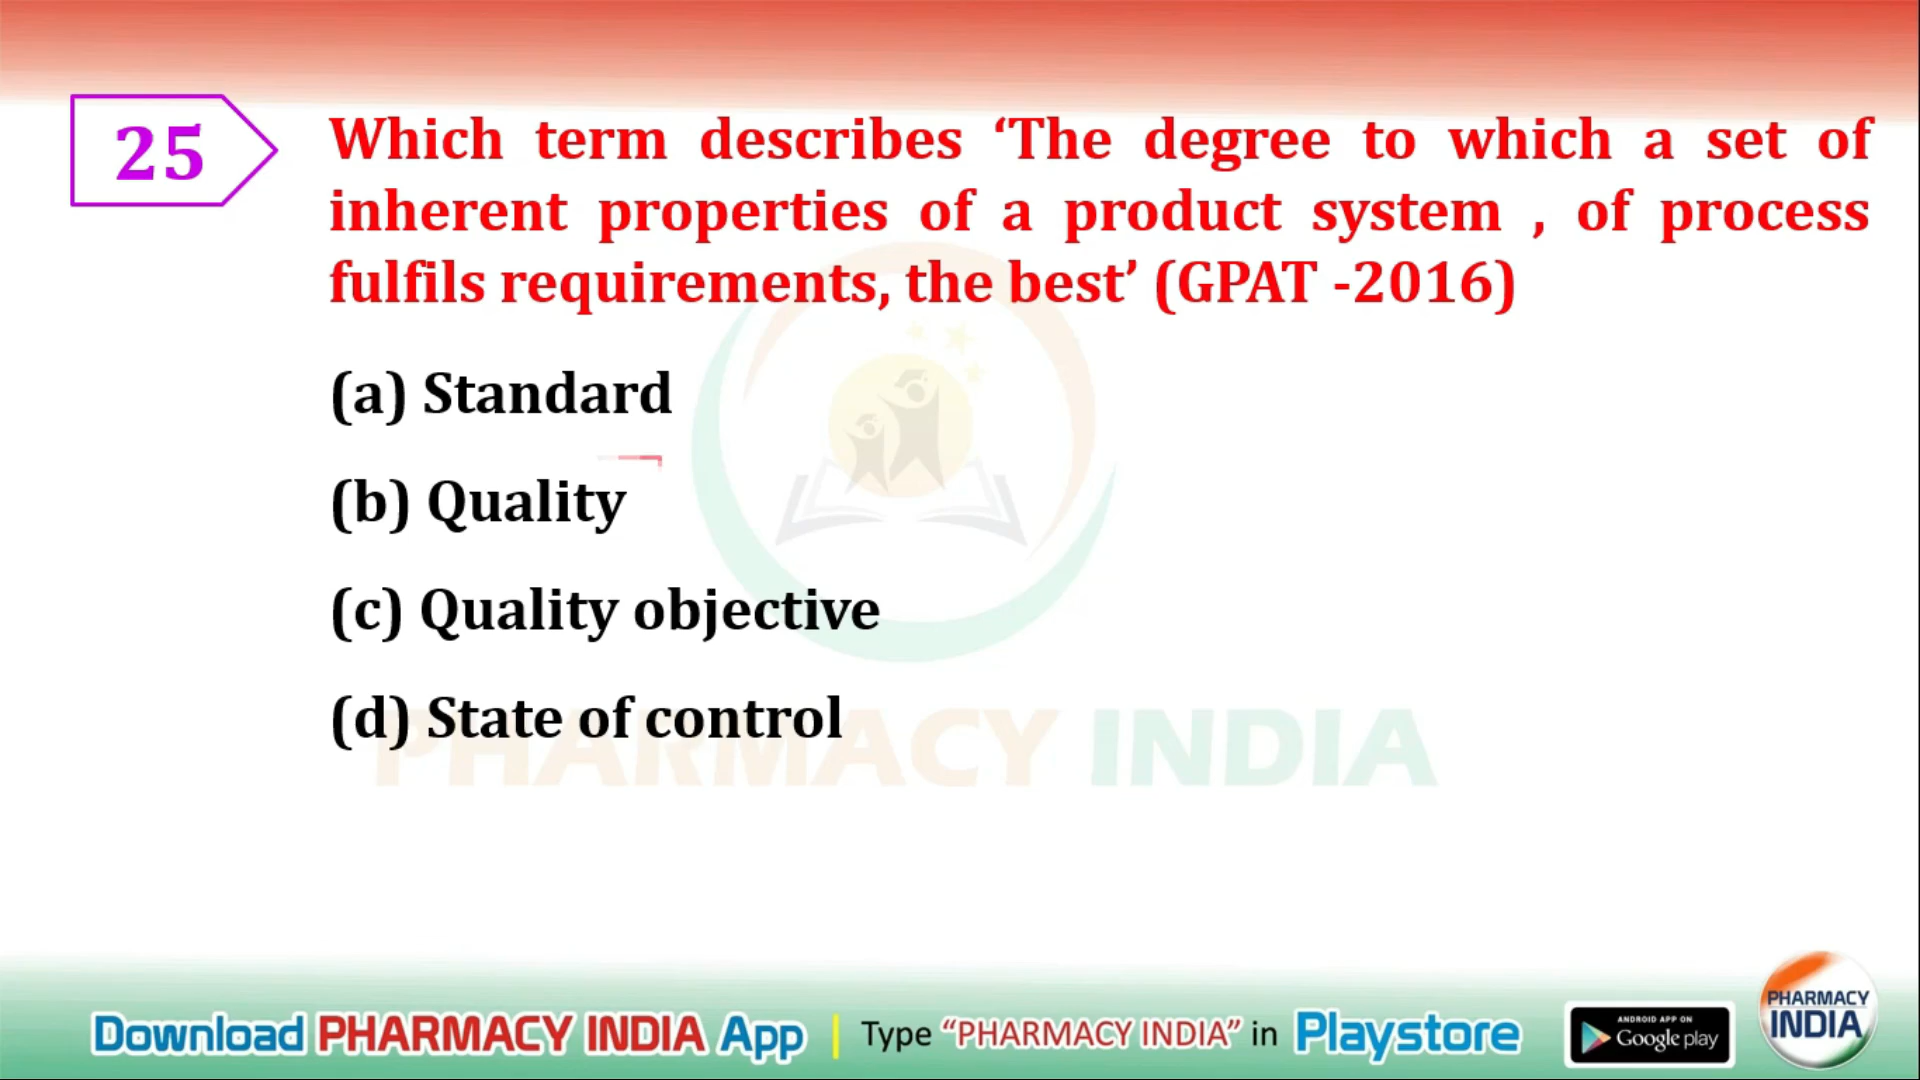 25
Which term describes ‘The degree to which a set of
inherent properties of a product system , of process
fulfils requirements, the best’ (GPAT -2016)
(a) Standard
(b) Quality
(c) Quality objective
(d) State of control
PHARMACY INDIA
Download PHARMACY INDIA App | Type “PHARMACY INDIA” in Playstore
ANDROID APP ON
Google play
PHARMACY
INDIA